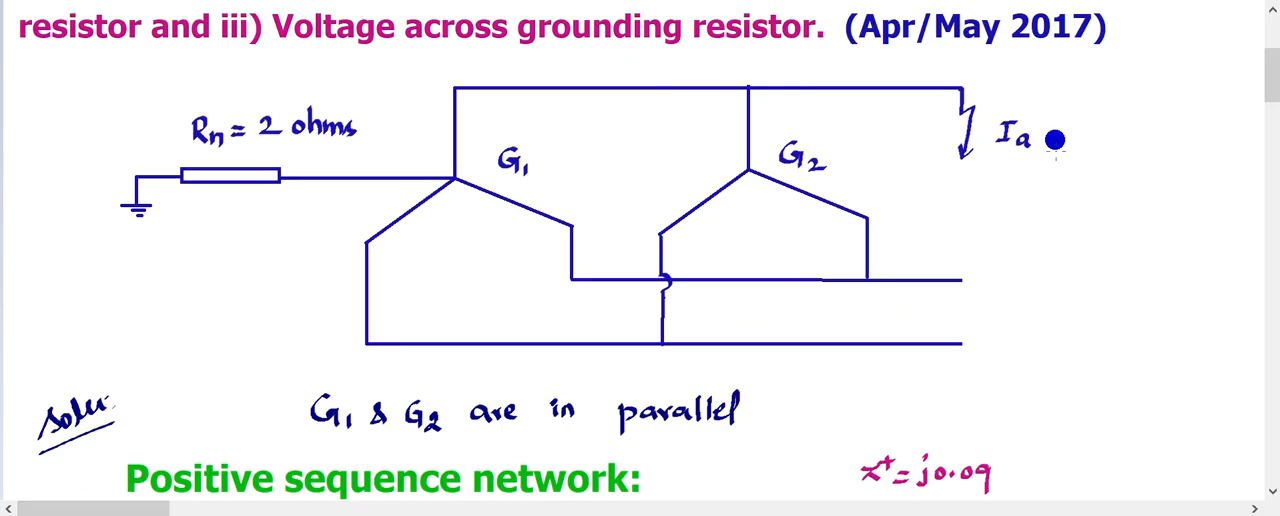 resistor and iii) Voltage across grounding resistor. (Apr/May 2017)
Rn = 2 ohms
G1
G2
Ia
Solu:
G1 & G2 are in parallel
Positive sequence network:
Z+ = j0.09